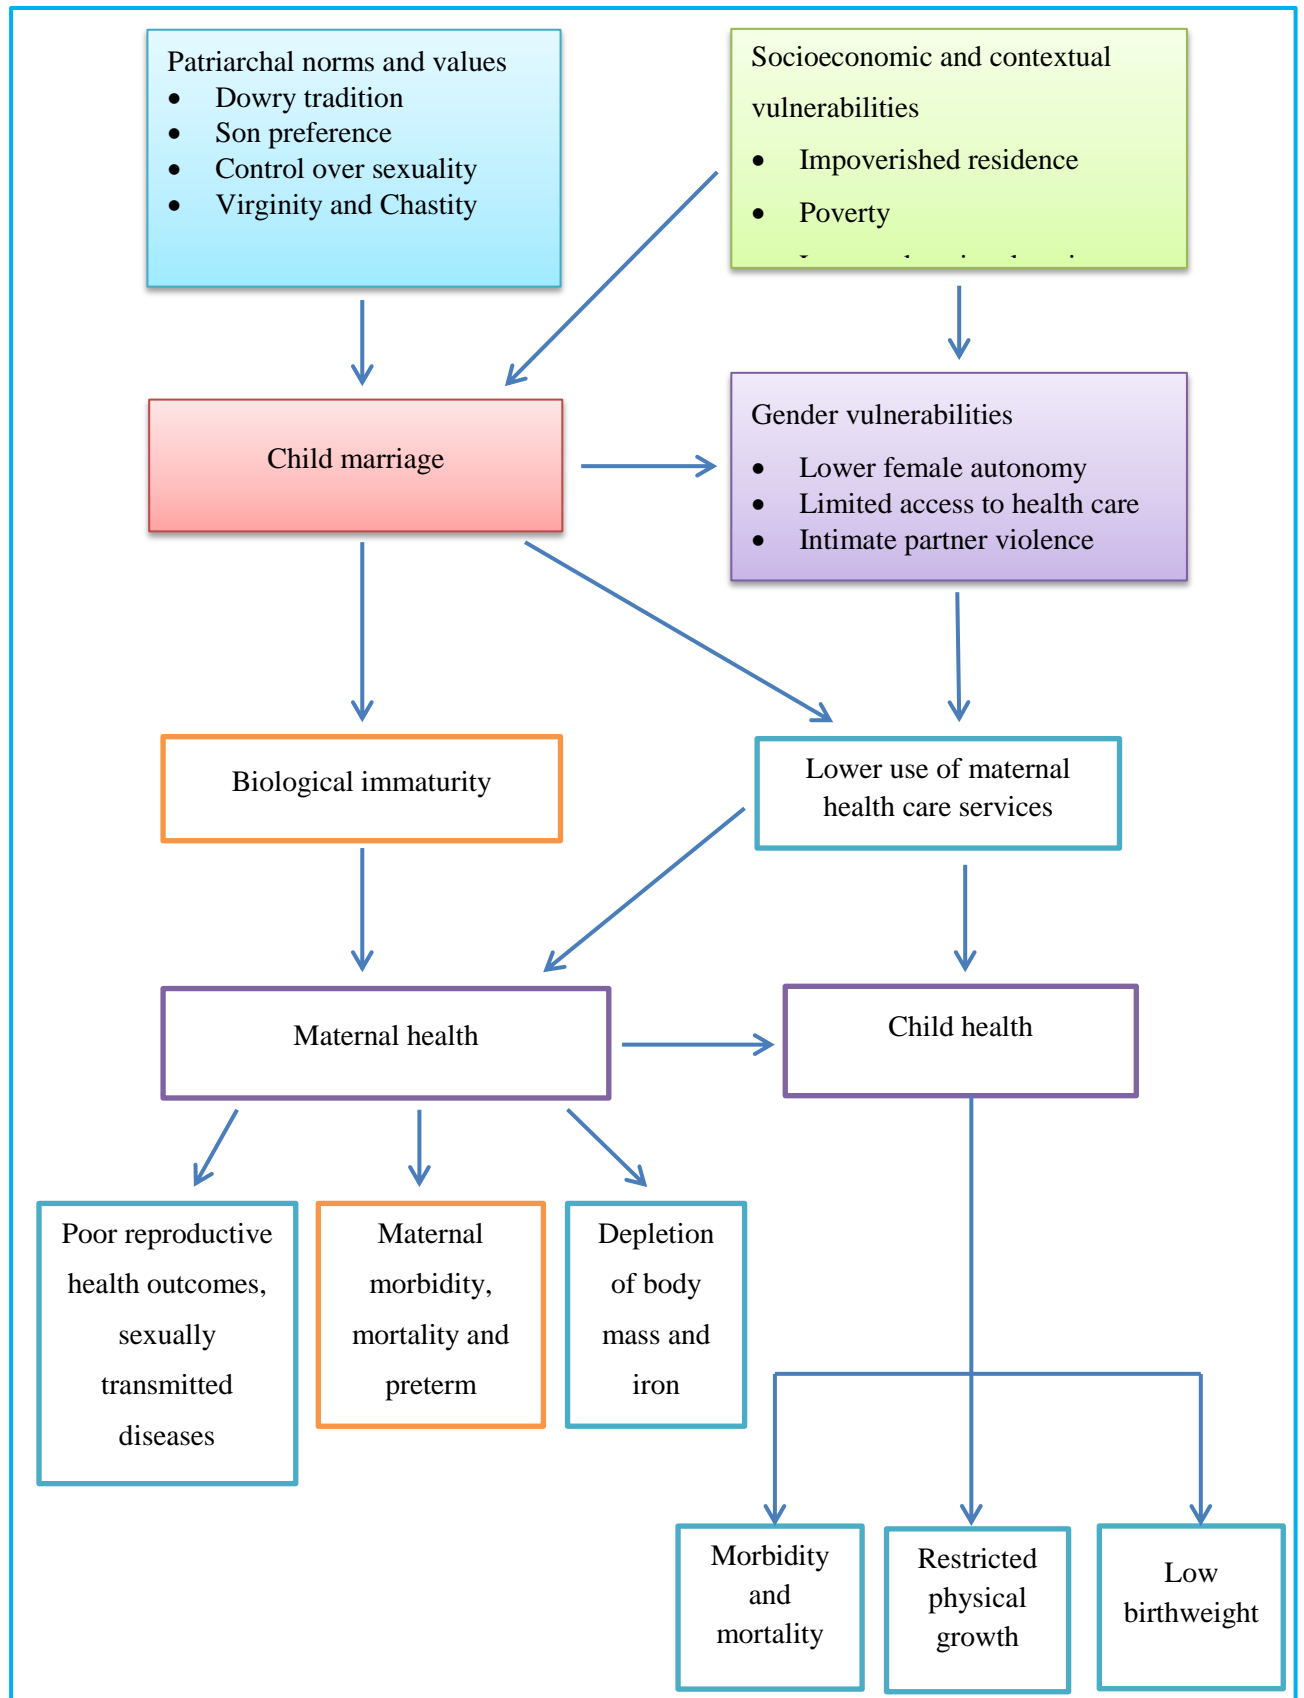 Patriarchal norms and values
• Dowry tradition
• Son preference
• Control over sexuality
• Virginity and Chastity
Socioeconomic and contextual
vulnerabilities
• Impoverished residence
• Poverty
•
Child marriage
Gender vulnerabilities
• Lower female autonomy
• Limited access to health care
• Intimate partner violence
Biological immaturity
Lower use of maternal
health care services
Maternal health
Child health
Poor reproductive
health outcomes,
sexually
transmitted
diseases
Maternal
morbidity,
mortality and
preterm
Depletion
of body
mass and
iron
Morbidity
and
mortality
Restricted
physical
growth
Low
birthweight